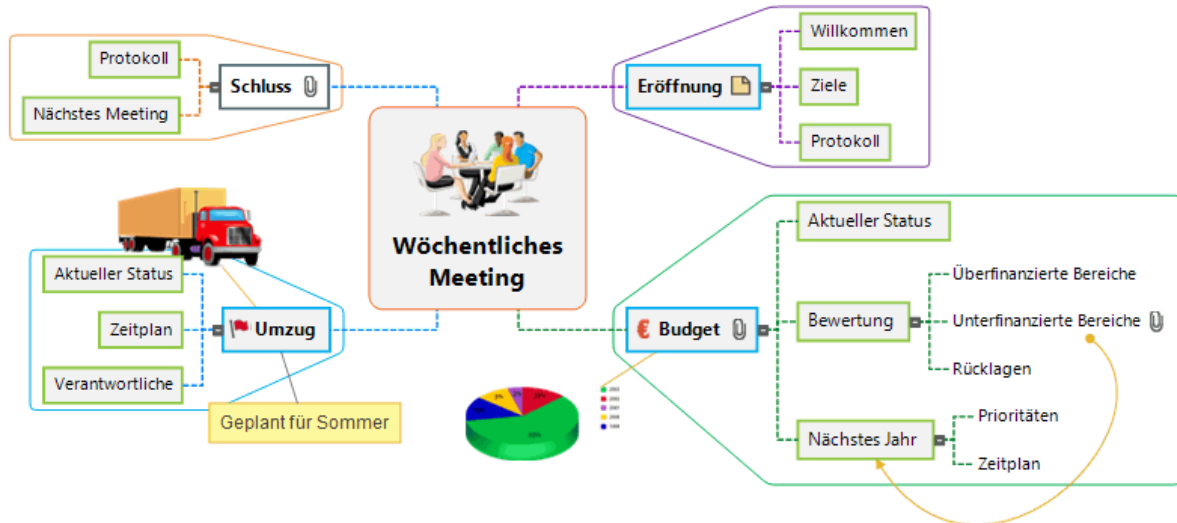 Wöchentliches
Meeting
Eröffnung
Willkommen
Ziele
Protokoll
Budget
Aktueller Status
Bewertung
Überfinanzierte Bereiche
Unterfinanzierte Bereiche
Rücklagen
Nächstes Jahr
Prioritäten
Zeitplan
Umzug
Aktueller Status
Zeitplan
Verantwortliche
Geplant für Sommer
Schluss
Protokoll
Nächstes Meeting